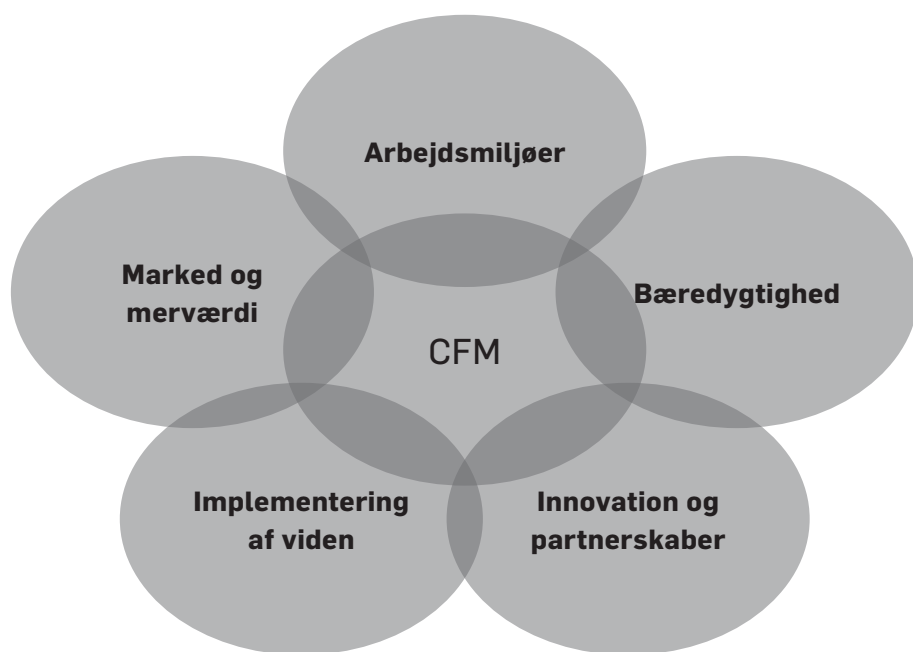 Arbejdsmiljøer
Marked og
merværdi
Bæredygtighed
CFM
Implementering
af viden
Innovation og
partnerskaber